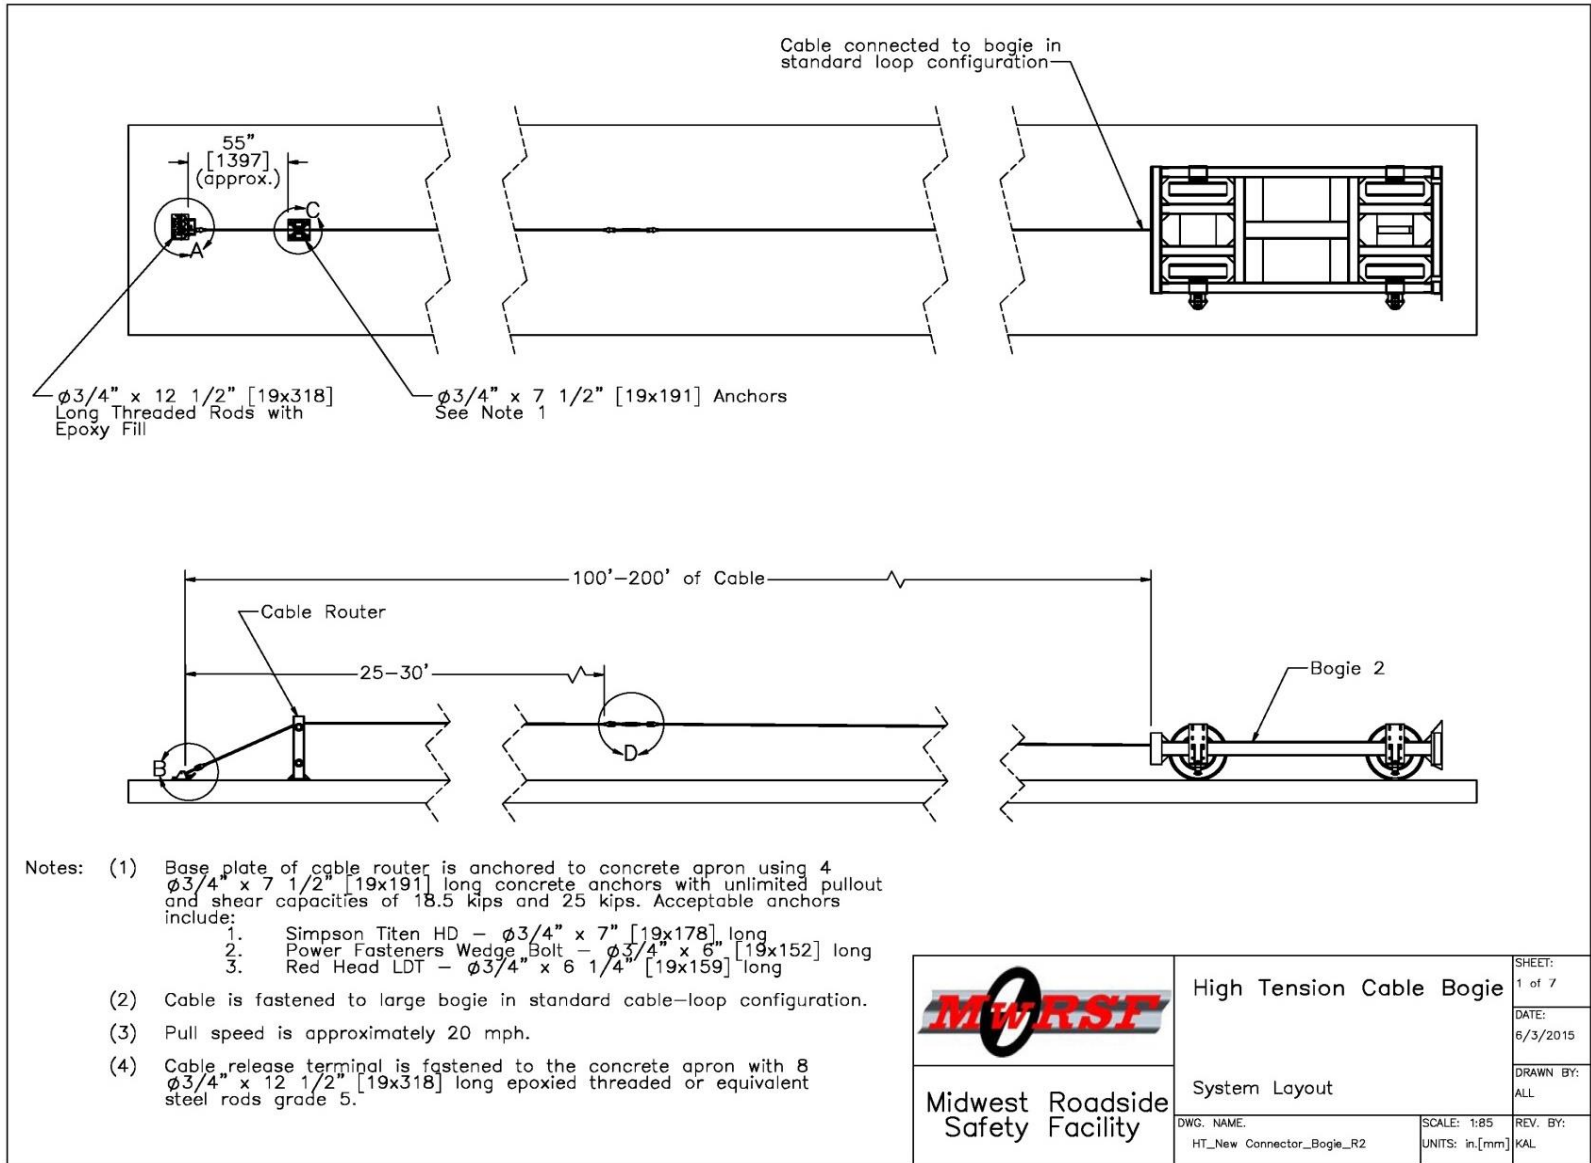 Cable connected to bogie in
standard loop configuration
55"
[1397]
(approx.)
C
A
ø3/4" x 12 1/2" [19x318]
Long Threaded Rods with
Epoxy Fill
ø3/4" x 7 1/2" [19x191] Anchors
See Note 1
100'-200' of Cable
Cable Router
25-30'
Bogie 2
D
B
Notes: (1) Base plate of cable router is anchored to concrete apron using 4
ø3/4" x 7 1/2" [19x191] long concrete anchors with unlimited pullout
and shear capacities of 18.5 kips and 25 kips. Acceptable anchors
include:
1. Simpson Titen HD - ø3/4" x 7" [19x178] long
2. Power Fasteners Wedge Bolt - ø3/4" x 6" [19x152] long
3. Red Head LDT - ø3/4" x 6 1/4" [19x159] long
(2) Cable is fastened to large bogie in standard cable-loop configuration.
(3) Pull speed is approximately 20 mph.
(4) Cable release terminal is fastened to the concrete apron with 8
ø3/4" x 12 1/2" [19x318] long epoxied threaded or equivalent
steel rods grade 5.
MwRSF
Midwest Roadside
Safety Facility
High Tension Cable Bogie
System Layout
SHEET:
1 of 7
DATE:
6/3/2015
DRAWN BY:
ALL
DWG. NAME.
HT_New Connector_Bogie_R2
SCALE: 1:85
UNITS: in.[mm]
REV. BY:
KAL